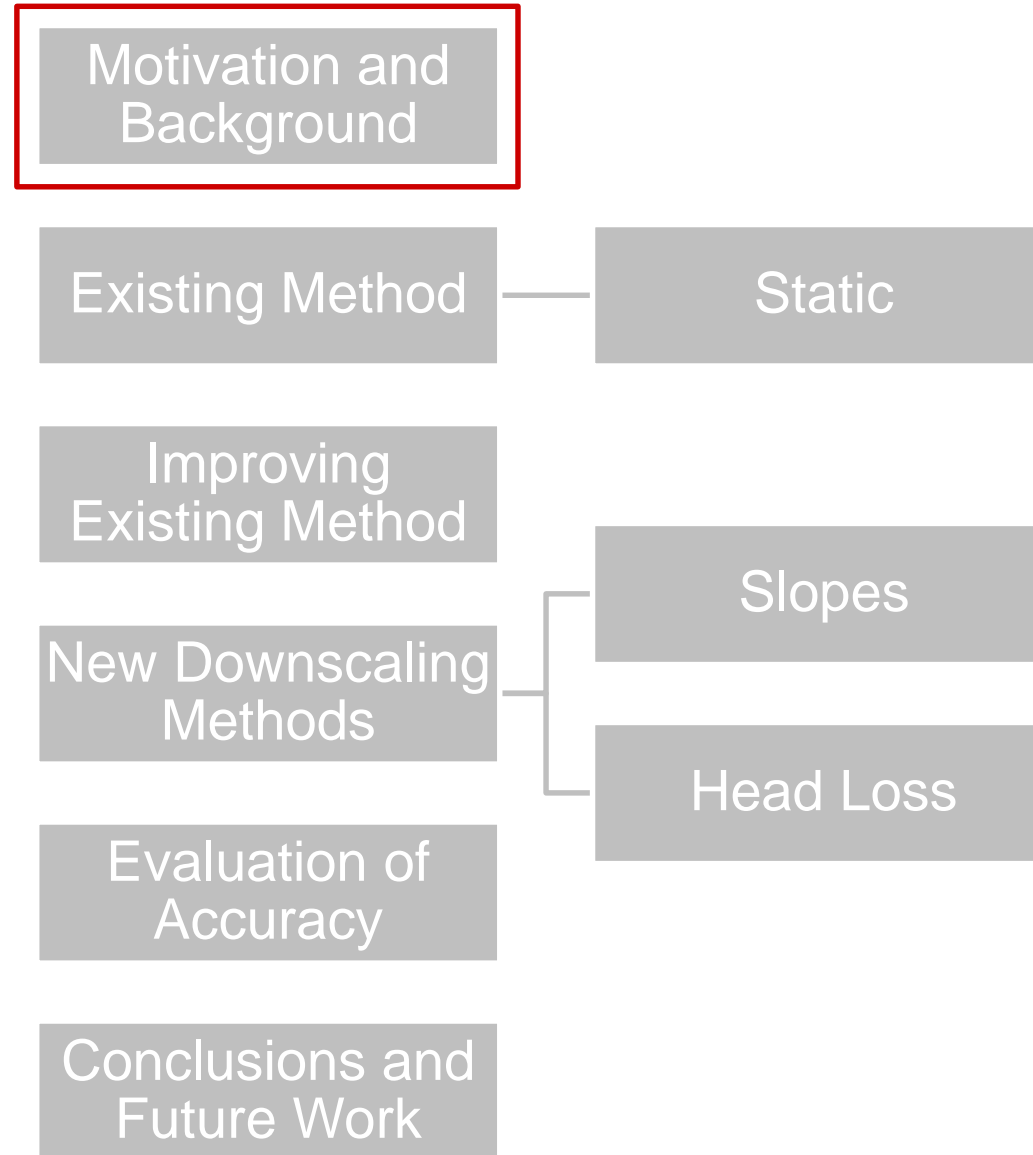 Motivation and
Background
Existing Method
Static
Improving
Existing Method
New Downscaling
Methods
Slopes
Head Loss
Evaluation of
Accuracy
Conclusions and
Future Work